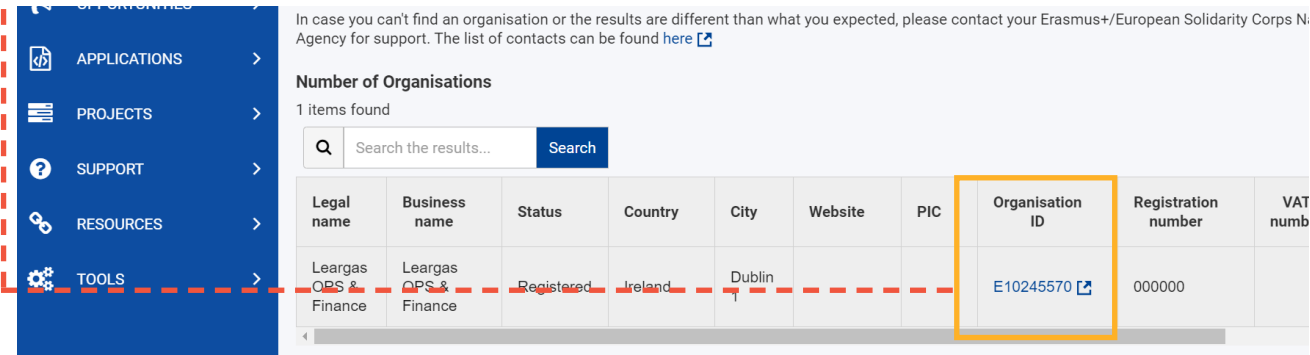 OPPORTUNITIES
APPLICATIONS
PROJECTS
SUPPORT
RESOURCES
TOOLS
In case you can't find an organisation or the results are different than what you expected, please contact your Erasmus+/European Solidarity Corps
Agency for support. The list of contacts can be found here
Number of Organisations
1 items found
Search the results... Search
Legal name Business name Status Country City Website PIC Organisation ID Registration number VAT
Leargas OPS & Finance Leargas OPS & Finance Registered Ireland Dublin 1 E10245570 000000